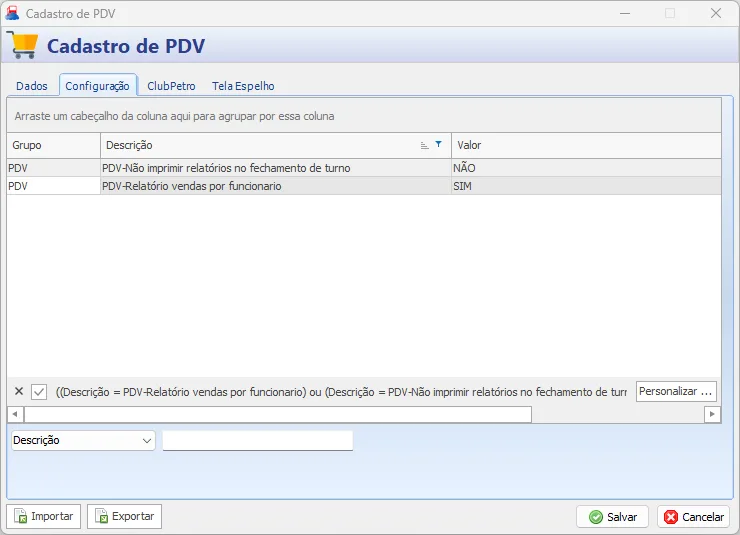 Cadastro de PDV
Cadastro de PDV
Dados Configuração ClubPetro Tela Espelho
Arraste um cabeçalho da coluna aqui para agrupar por essa coluna
Grupo Descrição Valor
PDV PDV-Não imprimir relatórios no fechamento de turno NÃO
PDV PDV-Relatório vendas por funcionario SIM
((Descrição = PDV-Relatório vendas por funcionario) ou (Descrição = PDV-Não imprimir relatórios no fechamento de turn Personalizar ...
Descrição
Importar Exportar Salvar Cancelar